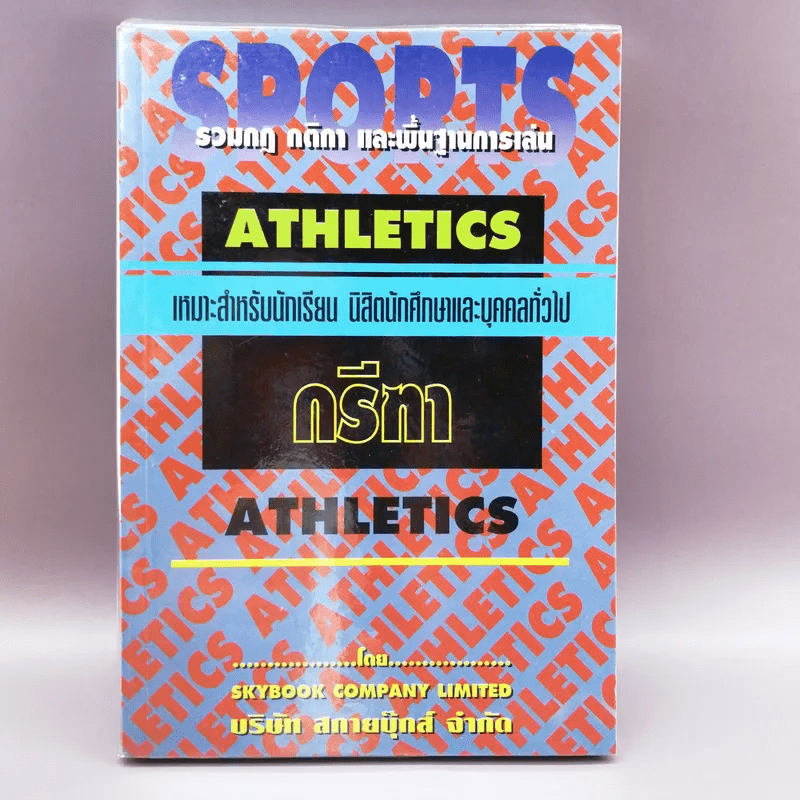 SPORTS
รวมกฎ กติกา และพื้นฐานการเล่น
ATHLETICS
เหมาะสำหรับนักเรียน นิสิตนักศึกษาและบุคคลทั่วไป
กรีฑา
ATHLETICS
..................โดย..................
SKYBOOK COMPANY LIMITED
บริษัท สกายบุ๊กส์ จำกัด